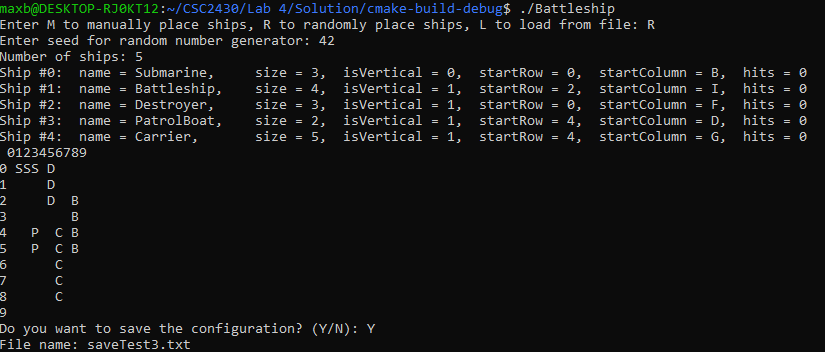 maxb@DESKTOP-RJ0KT12:~/CSC2430/Lab 4/Solution/cmake-build-debug$ ./Battleship
Enter M to manually place ships, R to randomly place ships, L to load from file: R
Enter seed for random number generator: 42
Number of ships: 5
Ship #0:  name = Submarine,     size = 3,  isVertical = 0,  startRow = 0,  startColumn = B,  hits = 0
Ship #1:  name = Battleship,    size = 4,  isVertical = 1,  startRow = 2,  startColumn = I,  hits = 0
Ship #2:  name = Destroyer,     size = 3,  isVertical = 1,  startRow = 0,  startColumn = F,  hits = 0
Ship #3:  name = PatrolBoat,    size = 2,  isVertical = 1,  startRow = 4,  startColumn = D,  hits = 0
Ship #4:  name = Carrier,       size = 5,  isVertical = 1,  startRow = 4,  startColumn = G,  hits = 0
 0123456789
0 SSS D
1     D
2     D  B
3        B
4   P  C B
5   P  C B
6      C
7      C
8      C
9
Do you want to save the configuration? (Y/N): Y
File name: saveTest3.txt